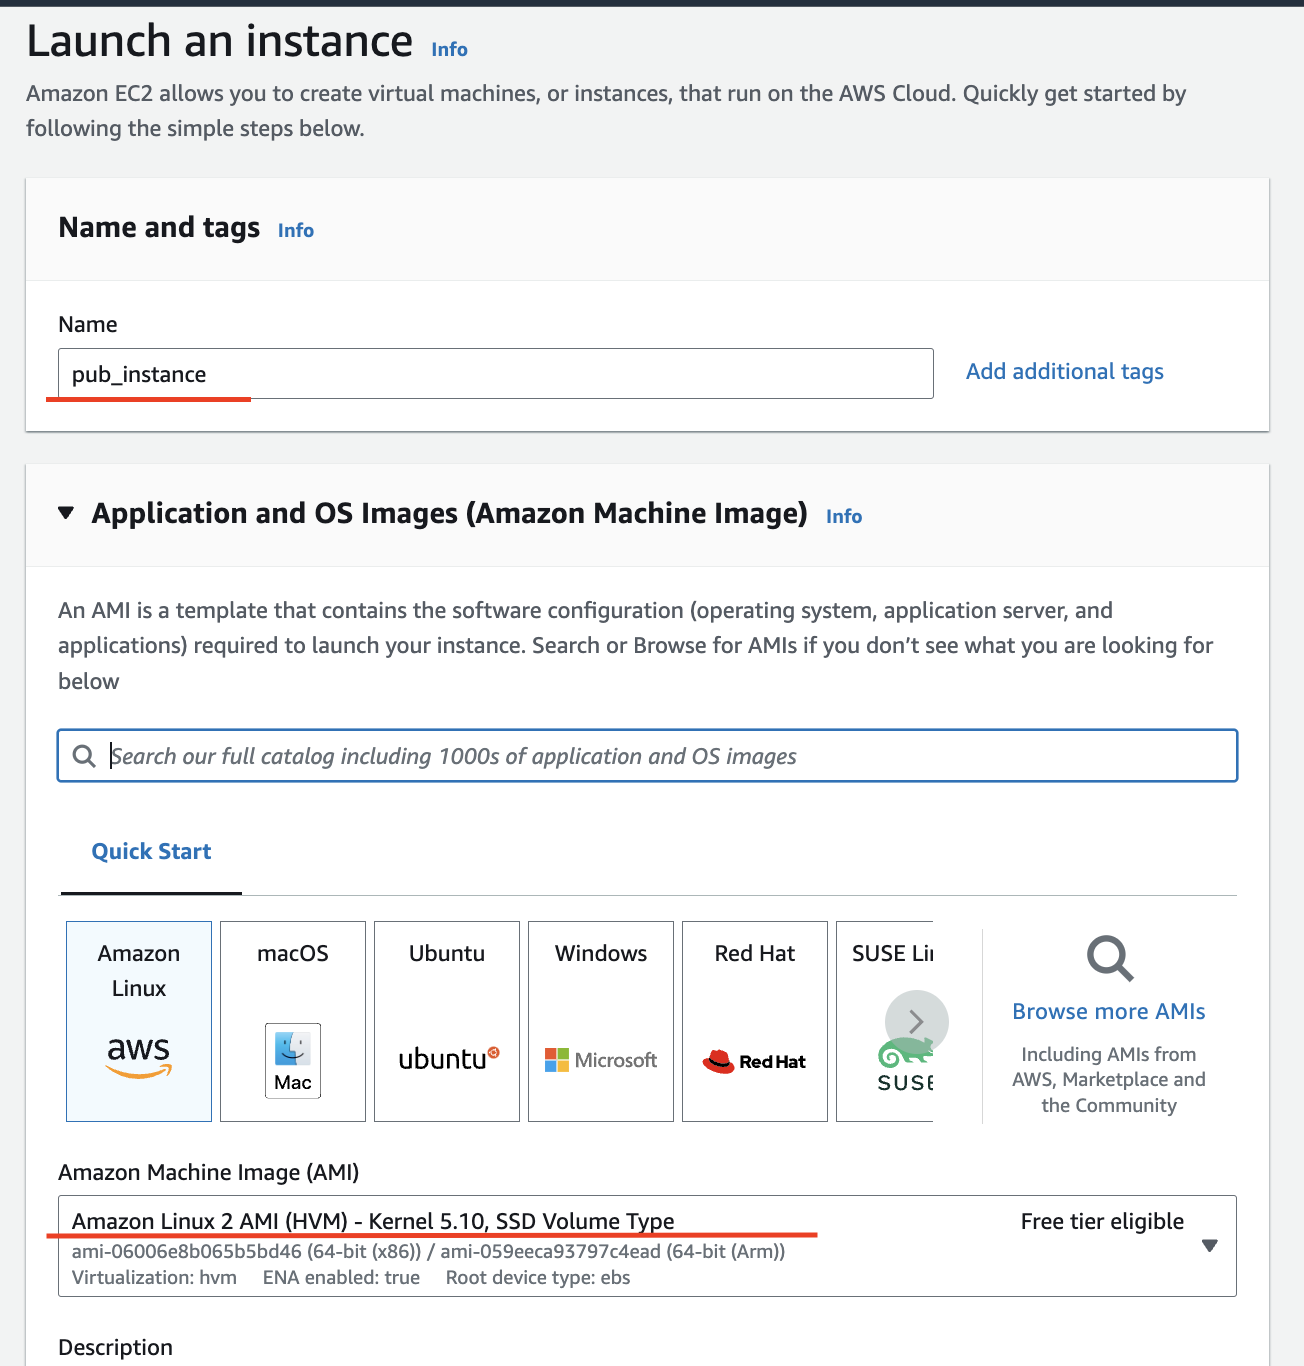 Launch an instance Info
Amazon EC2 allows you to create virtual machines, or instances, that run on the AWS Cloud. Quickly get started by
following the simple steps below.
Name and tags Info
Name
pub_instance
Add additional tags
Application and OS Images (Amazon Machine Image) Info
An AMI is a template that contains the software configuration (operating system, application server, and
applications) required to launch your instance. Search or Browse for AMIs if you don’t see what you are looking for
below
Search our full catalog including 1000s of application and OS images
Quick Start
Amazon
Linux
aws
macOS
Mac
Ubuntu
ubuntu
Windows
Microsoft
Red Hat
Red Hat
SUSE Li
SUSE
Browse more AMIs
Including AMIs from
AWS, Marketplace and
the Community
Amazon Machine Image (AMI)
Amazon Linux 2 AMI (HVM) - Kernel 5.10, SSD Volume Type
Free tier eligible
ami-06006e8b065b5bd46 (64-bit (x86)) / ami-059eeca93797c4ead (64-bit (Arm))
Virtualization: hvm ENA enabled: true Root device type: ebs
Description